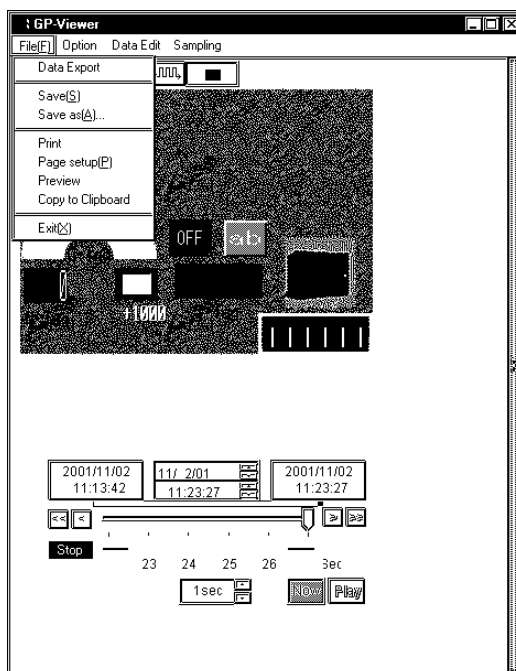 GP-Viewer
File(F) Option Data Edit Sampling
Data Export
Save(S)
Save as(A)...
Print
Page setup(P)
Preview
Copy to Clipboard
Exit(X)
OFF ab
0
+1000
2001/11/02 11/ 2/01 2001/11/02
11:13:42 11:23:27 11:23:27
<< < > >>
Stop
23 24 25 26 Sec
1sec Now Play